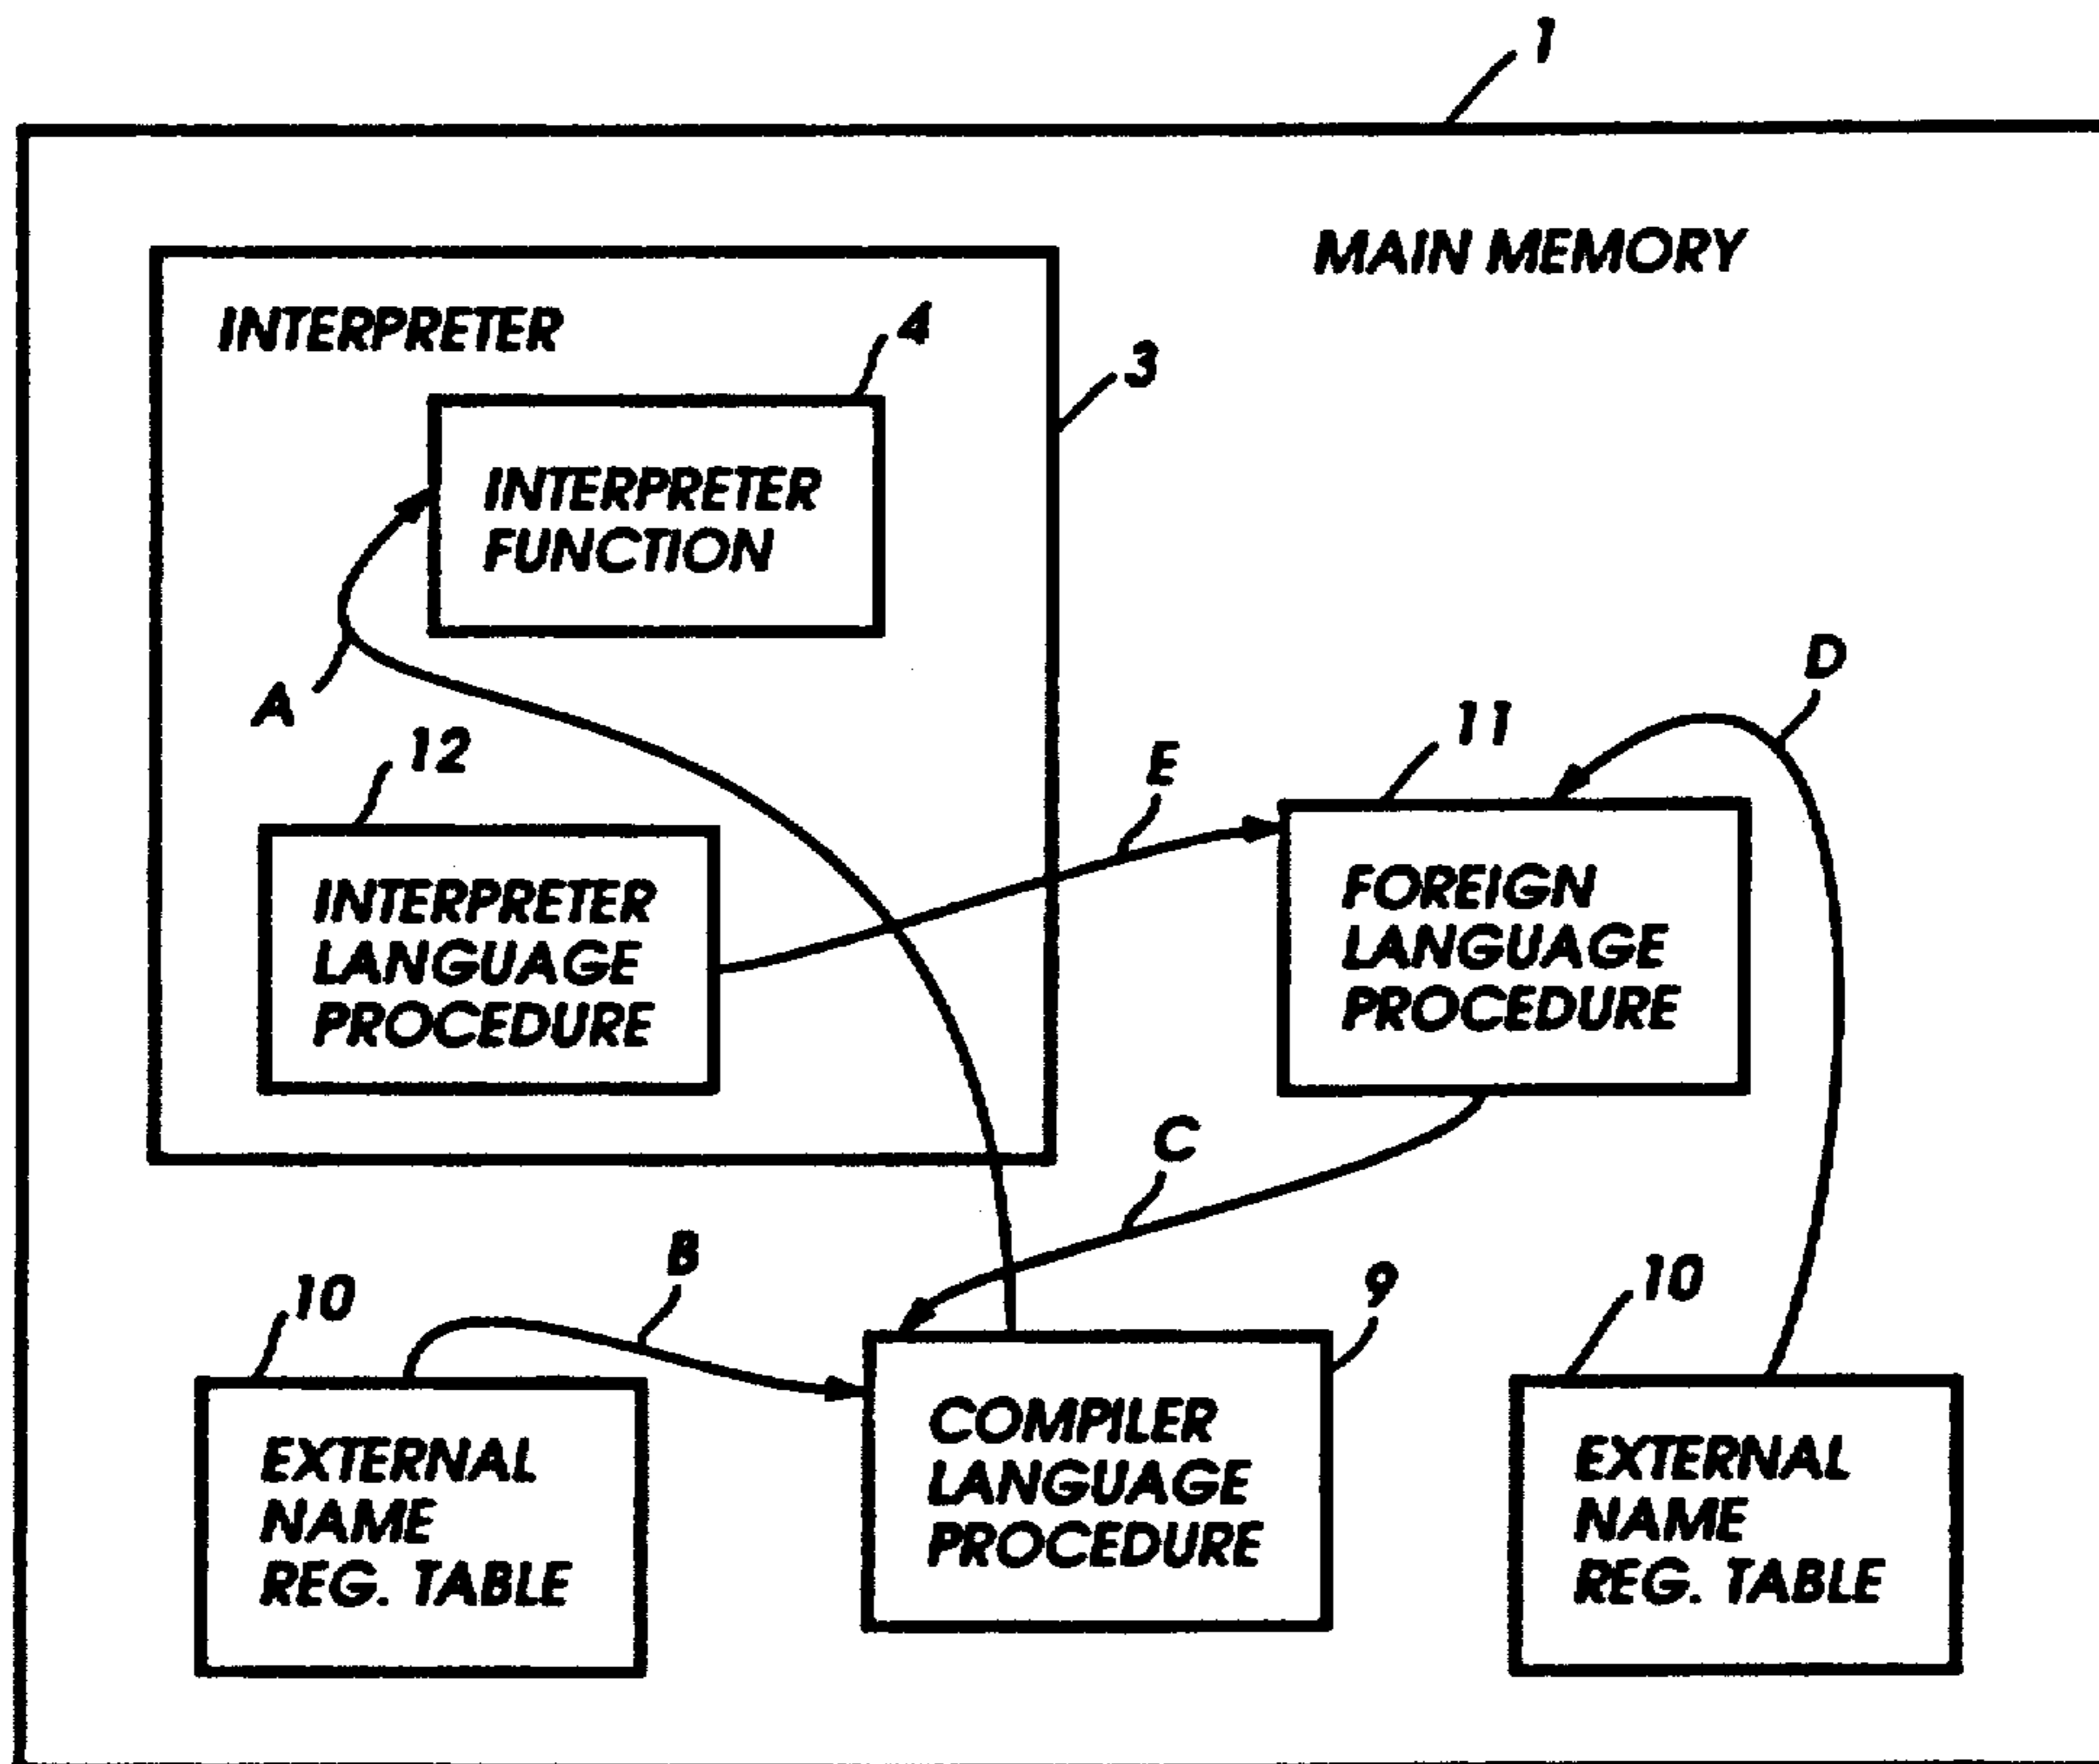 1
MAIN MEMORY
INTERPRETER
4
3
INTERPRETER
FUNCTION
A
12
E
11
D
INTERPRETER
LANGUAGE
PROCEDURE
FOREIGN
LANGUAGE
PROCEDURE
C
B
10
9
10
EXTERNAL
NAME
REG. TABLE
COMPILER
LANGUAGE
PROCEDURE
EXTERNAL
NAME
REG. TABLE